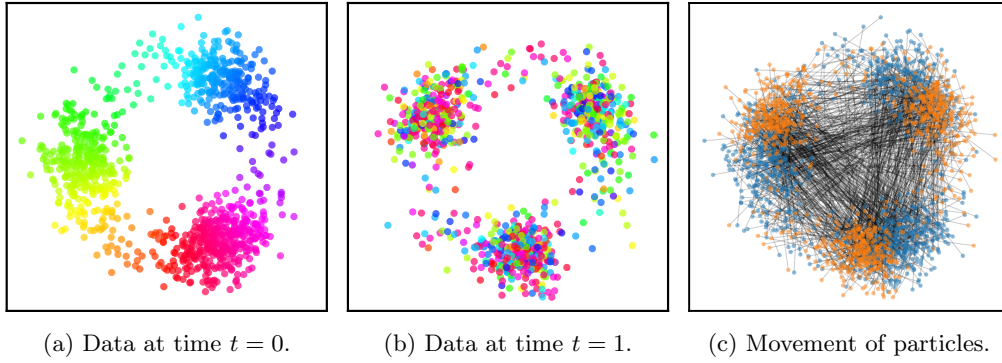 (a) Data at time t = 0.
(b) Data at time t = 1.
(c) Movement of particles.